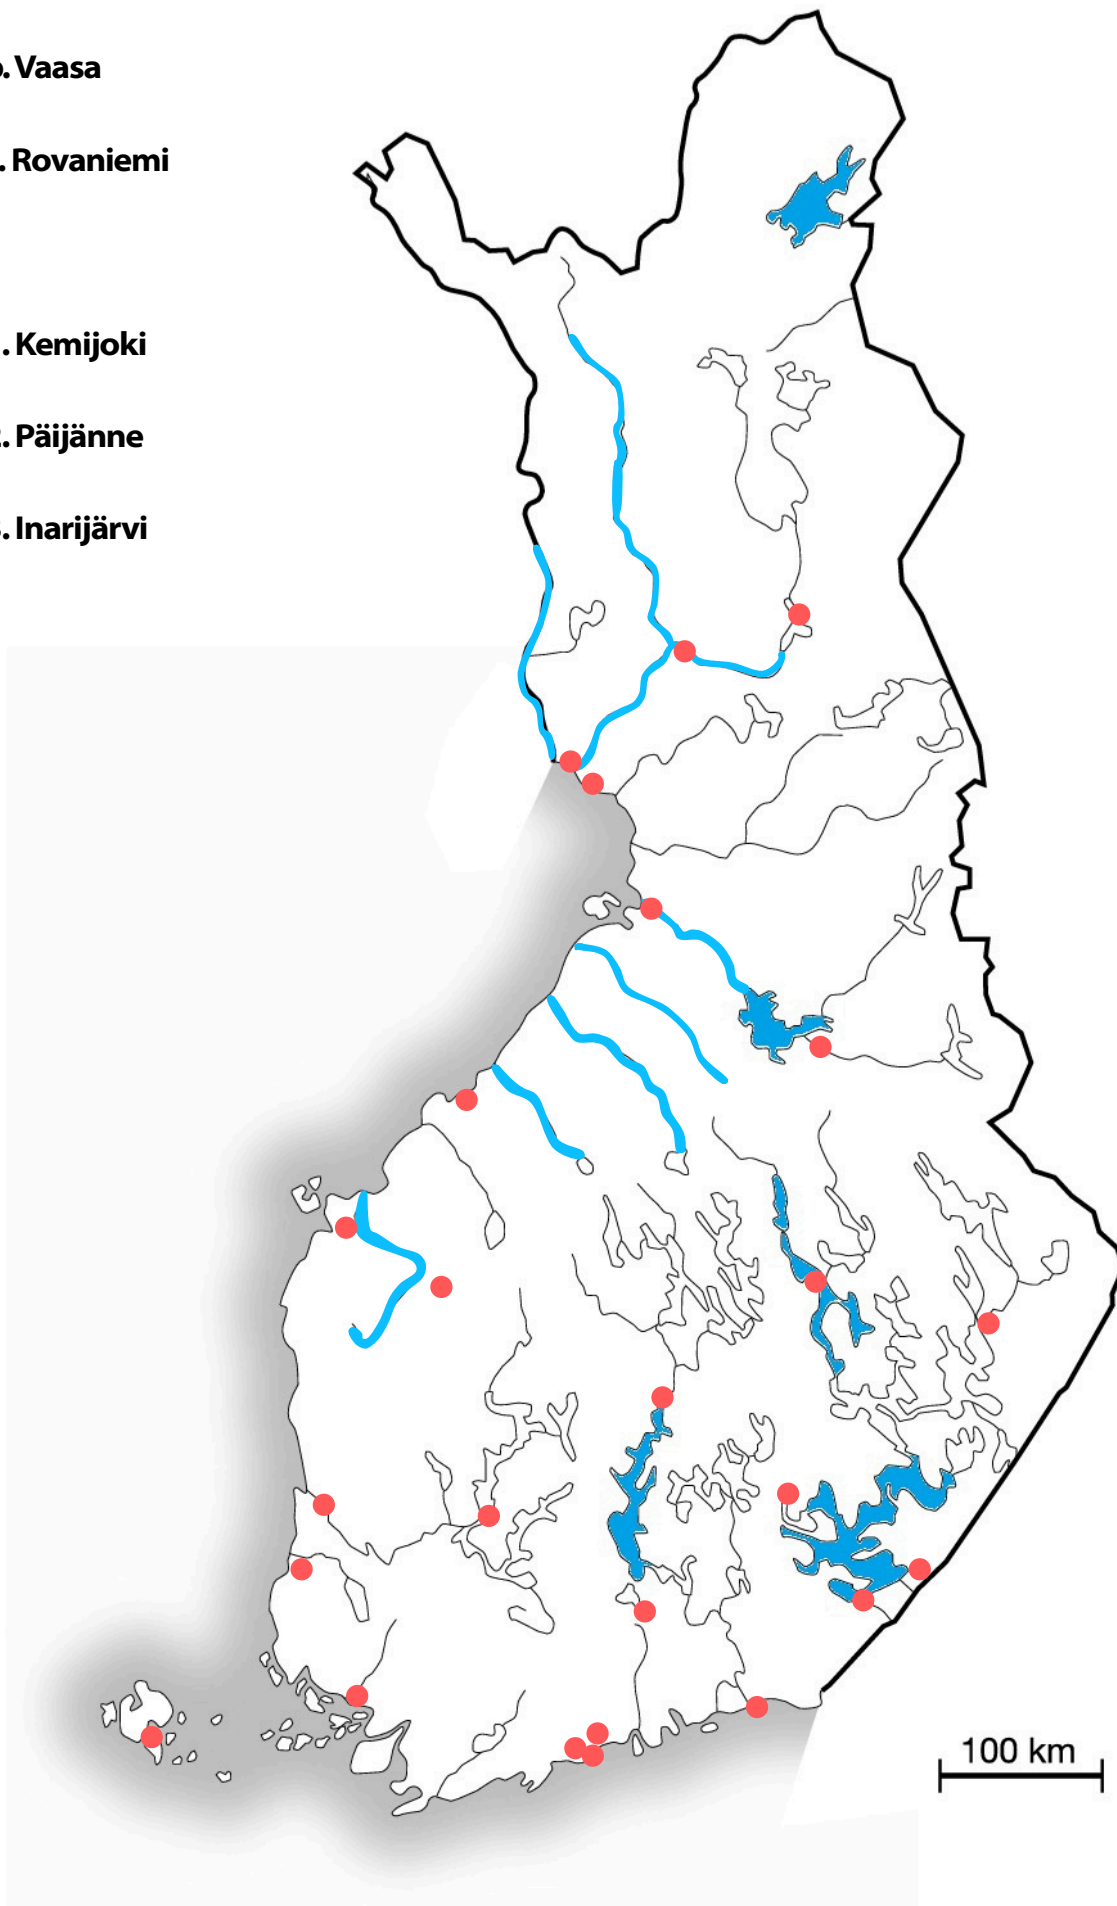 . Vaasa
. Rovaniemi
. Kemijoki
. Päijänne
. Inarijärvi
100 km